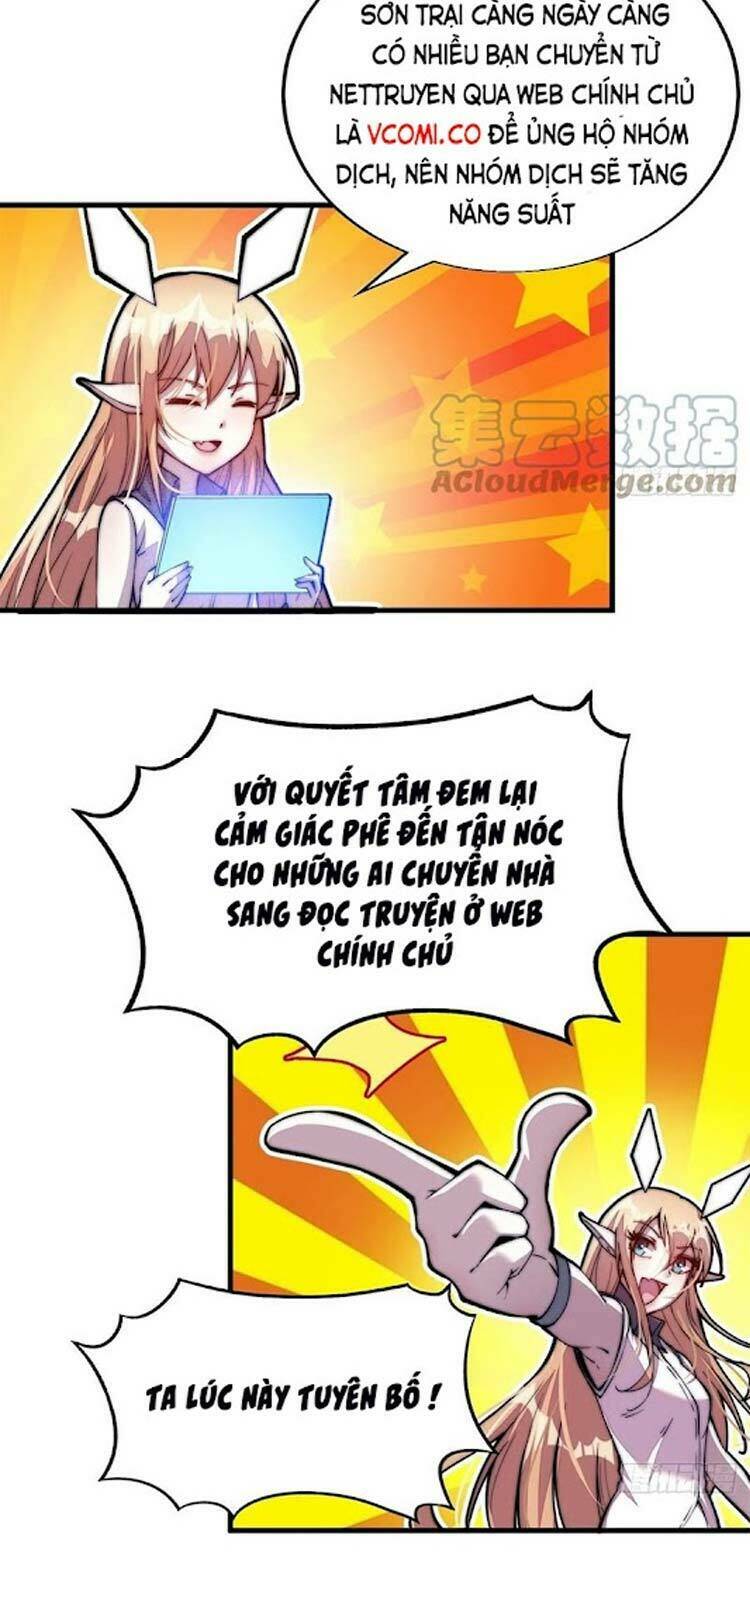 SƠN TRẠI CÀNG NGÀY CÀNG
CÓ NHIỀU BẠN CHUYỂN TỪ
NETTRUYEN QUA WEB CHÍNH CHỦ
LÀ VCOMI.CO ĐỂ ỦNG HỘ NHÓM
DỊCH, NÊN NHÓM DỊCH SẼ TĂNG
NĂNG SUẤT
集云数据
ACloudMerge.com
VỚI QUYẾT TÂM ĐEM LẠI
CẢM GIÁC PHÊ ĐẾN TẬN NÓC
CHO NHỮNG AI CHUYỂN NHÀ
SANG ĐỌC TRUYỆN Ở WEB
CHÍNH CHỦ
TA LÚC NÀY TUYÊN BỐ !